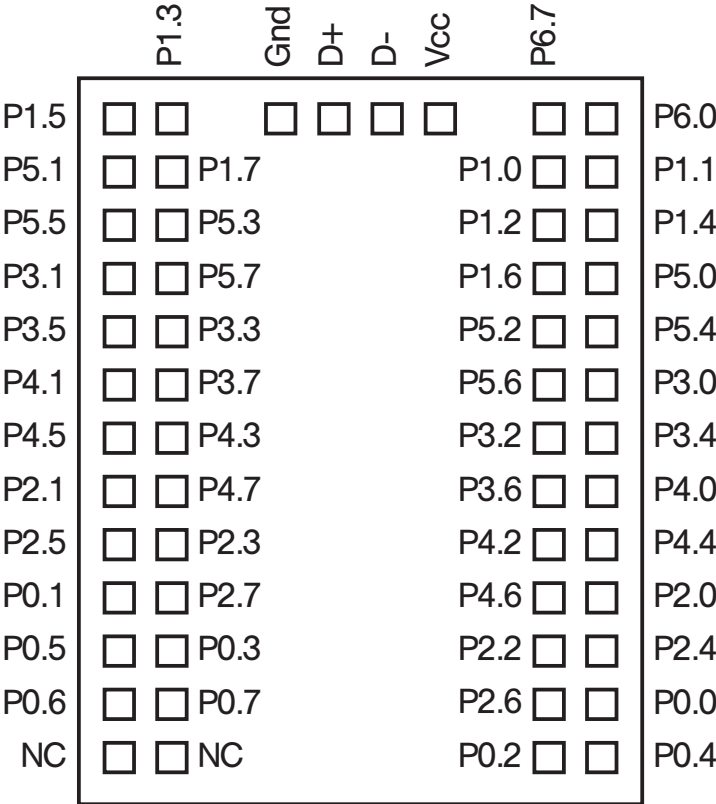 P1.3 Gnd D+ D- Vcc P6.7
P1.5 P6.0
P5.1 P1.7 P1.0 P1.1
P5.5 P5.3 P1.2 P1.4
P3.1 P5.7 P1.6 P5.0
P3.5 P3.3 P5.2 P5.4
P4.1 P3.7 P5.6 P3.0
P4.5 P4.3 P3.2 P3.4
P2.1 P4.7 P3.6 P4.0
P2.5 P2.3 P4.2 P4.4
P0.1 P2.7 P4.6 P2.0
P0.5 P0.3 P2.2 P2.4
P0.6 P0.7 P2.6 P0.0
NC NC P0.2 P0.4